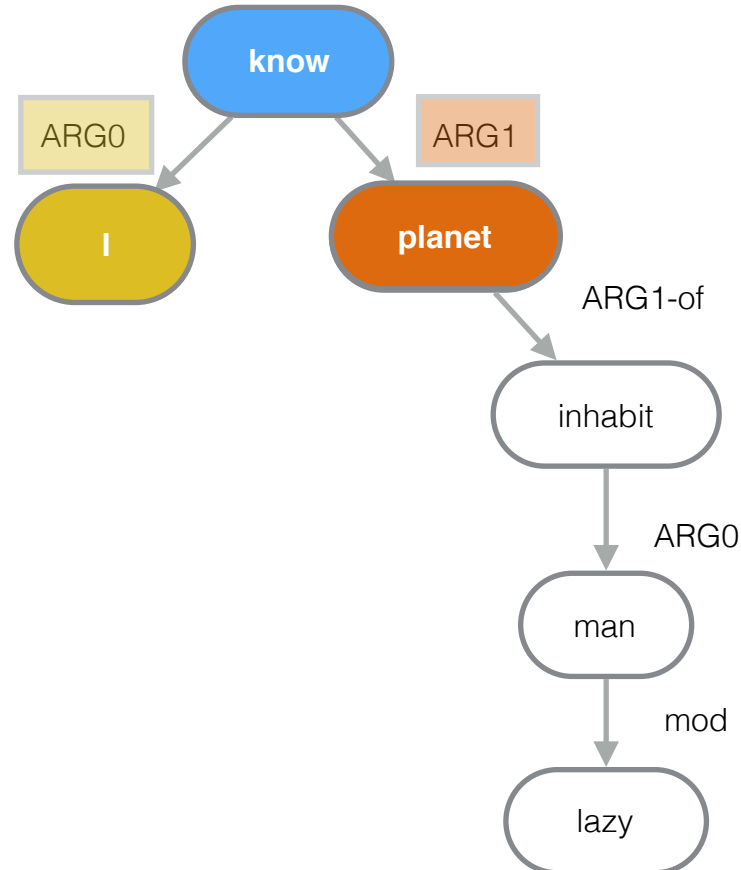 know
ARG0
ARG1
I
planet
ARG1-of
inhabit
ARG0
man
mod
lazy